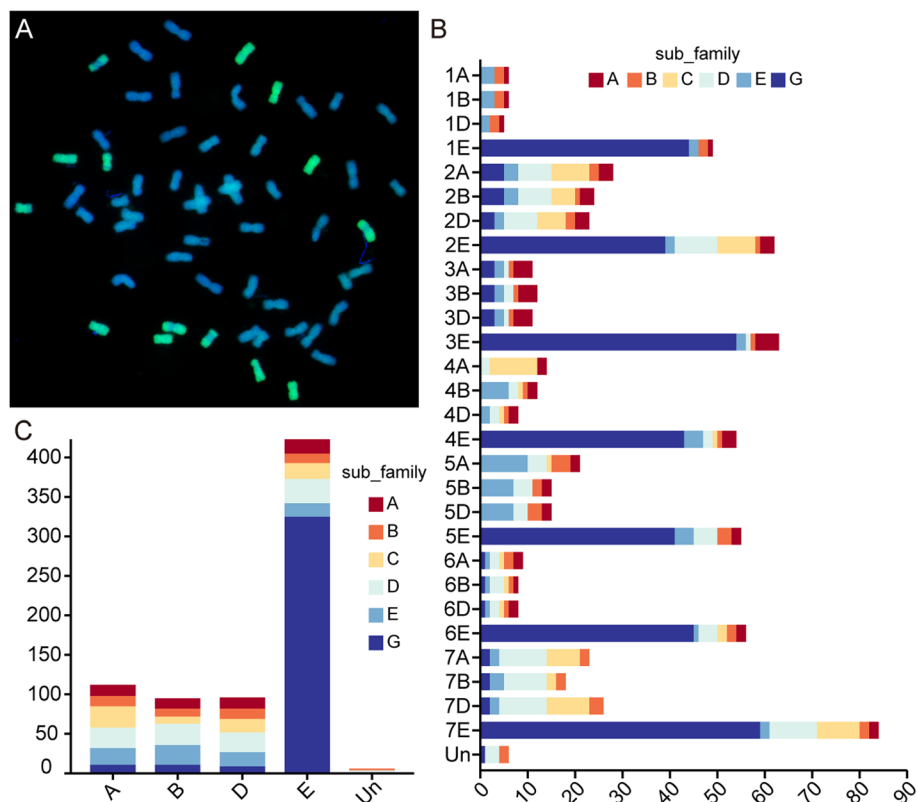 A
B
sub_family
A B C D E G
1A
1B
1D
1E
2A
2B
2D
2E
3A
3B
3D
3E
4A
4B
4D
4E
5A
5B
5D
5E
6A
6B
6D
6E
7A
7B
7D
7E
Un
0 10 20 30 40 50 60 70 80 90
C
400
350
300
250
200
150
100
50
0
sub_family
A
B
C
D
E
G
A B D E Un